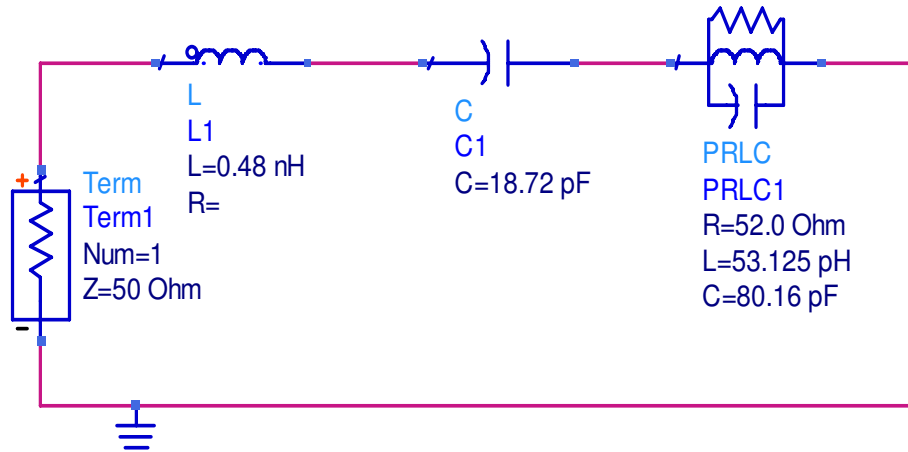 L
L1
L=0.48 nH
R=
C
C1
C=18.72 pF
PRLC
PRLC1
R=52.0 Ohm
L=53.125 pH
C=80.16 pF
+
Term
Term1
Num=1
Z=50 Ohm
-